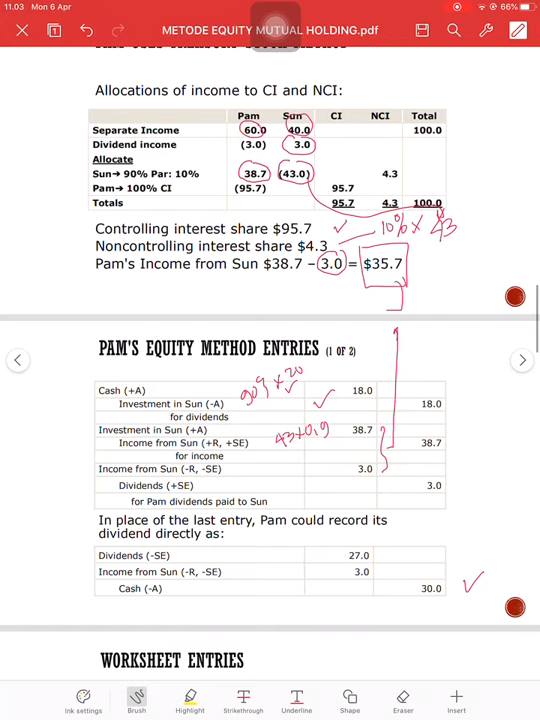 11.03 Mon 6 Apr
66%
METODE EQUITY MUTUAL HOLDING.pdf
Allocations of income to CI and NCI:
Pam Sun CI NCI Total
Separate Income 60.0 40.0 100.0
Dividend income (3.0) 3.0
Allocate
Sun➔ 90% Par: 10% 38.7 (43.0) 4.3
Pam➔ 100% CI (95.7) 95.7
Totals 95.7 4.3 100.0
Controlling interest share $95.7
Noncontrolling interest share $4.3
10% x 43
Pam's Income from Sun $38.7 – 3.0 = $35.7
PAM'S EQUITY METHOD ENTRIES (1 OF 2)
90% x 20
Cash (+A) 18.0
Investment in Sun (-A) 18.0
for dividends
Investment in Sun (+A) 38.7
43x0,9
Income from Sun (+R, +SE) 38.7
for income
Income from Sun (-R, -SE) 3.0
Dividends (+SE) 3.0
for Pam dividends paid to Sun
In place of the last entry, Pam could record its
dividend directly as:
Dividends (-SE) 27.0
Income from Sun (-R, -SE) 3.0
Cash (-A) 30.0
WORKSHEET ENTRIES
Ink settings Brush Highlight Strikethrough Underline Shape Eraser Insert